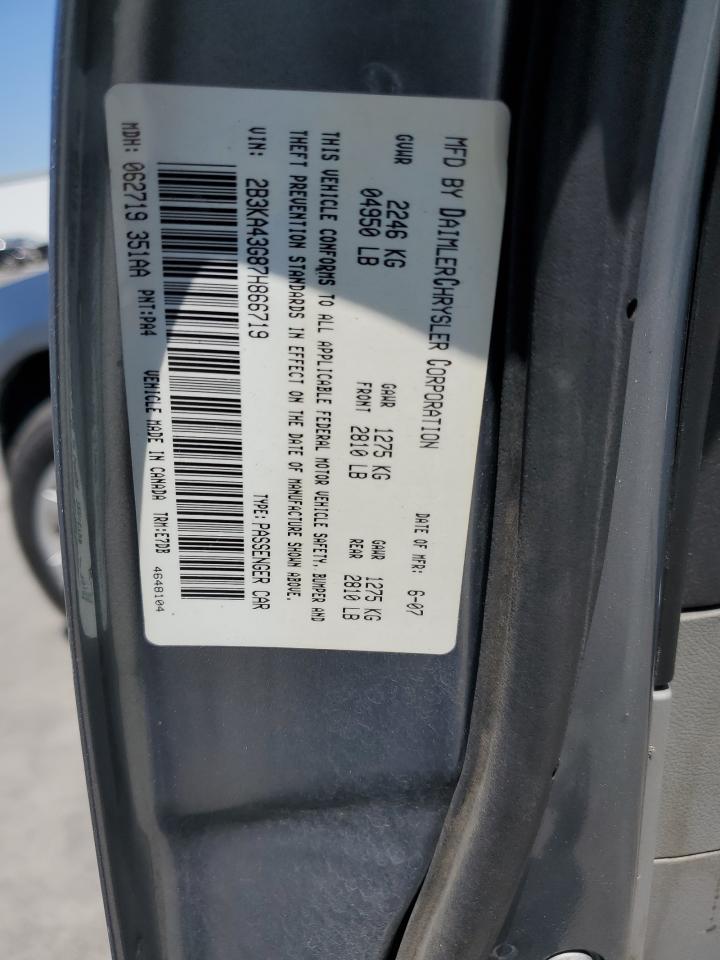 MFD BY DAIMLERCHRYSLER CORPORATION
DATE OF MFR: 6-07
GVWR 2246 KG
04950 LB
GAWR FRONT 1275 KG
2810 LB
GAWR REAR 1275 KG
2810 LB
THIS VEHICLE CONFORMS TO ALL APPLICABLE FEDERAL MOTOR VEHICLE SAFETY, BUMPER AND
THEFT PREVENTION STANDARDS IN EFFECT ON THE DATE OF MANUFACTURE SHOWN ABOVE.
VIN: 2B3KA43G87H866719
TYPE: PASSENGER CAR
MDH: 062719 351AA PNT:PA4 VEHICLE MADE IN CANADA TRM:E7DB
4648104